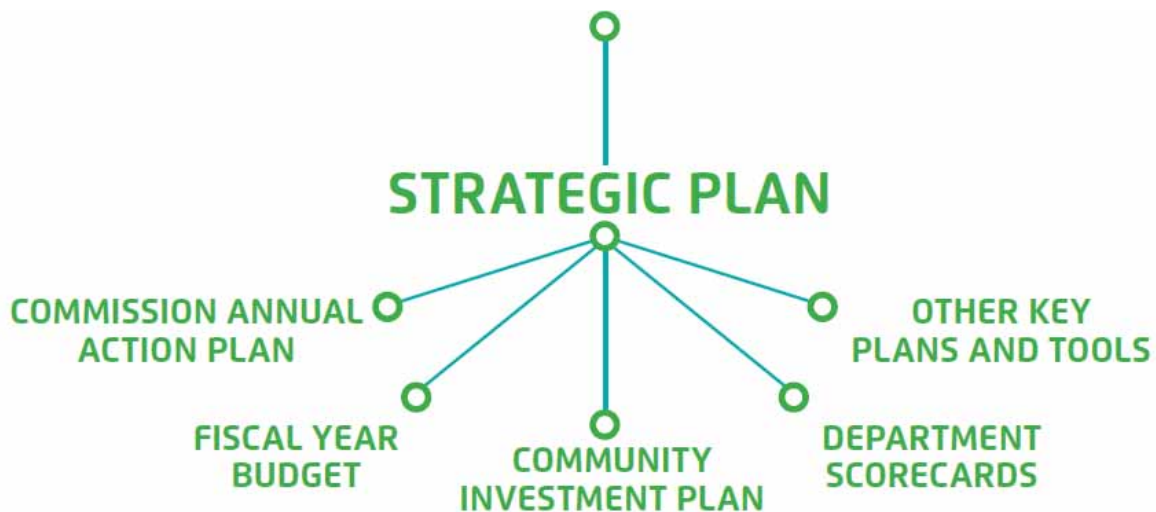 STRATEGIC PLAN
COMMISSION ANNUAL
ACTION PLAN
FISCAL YEAR
BUDGET
COMMUNITY
INVESTMENT PLAN
DEPARTMENT
SCORECARDS
OTHER KEY
PLANS AND TOOLS